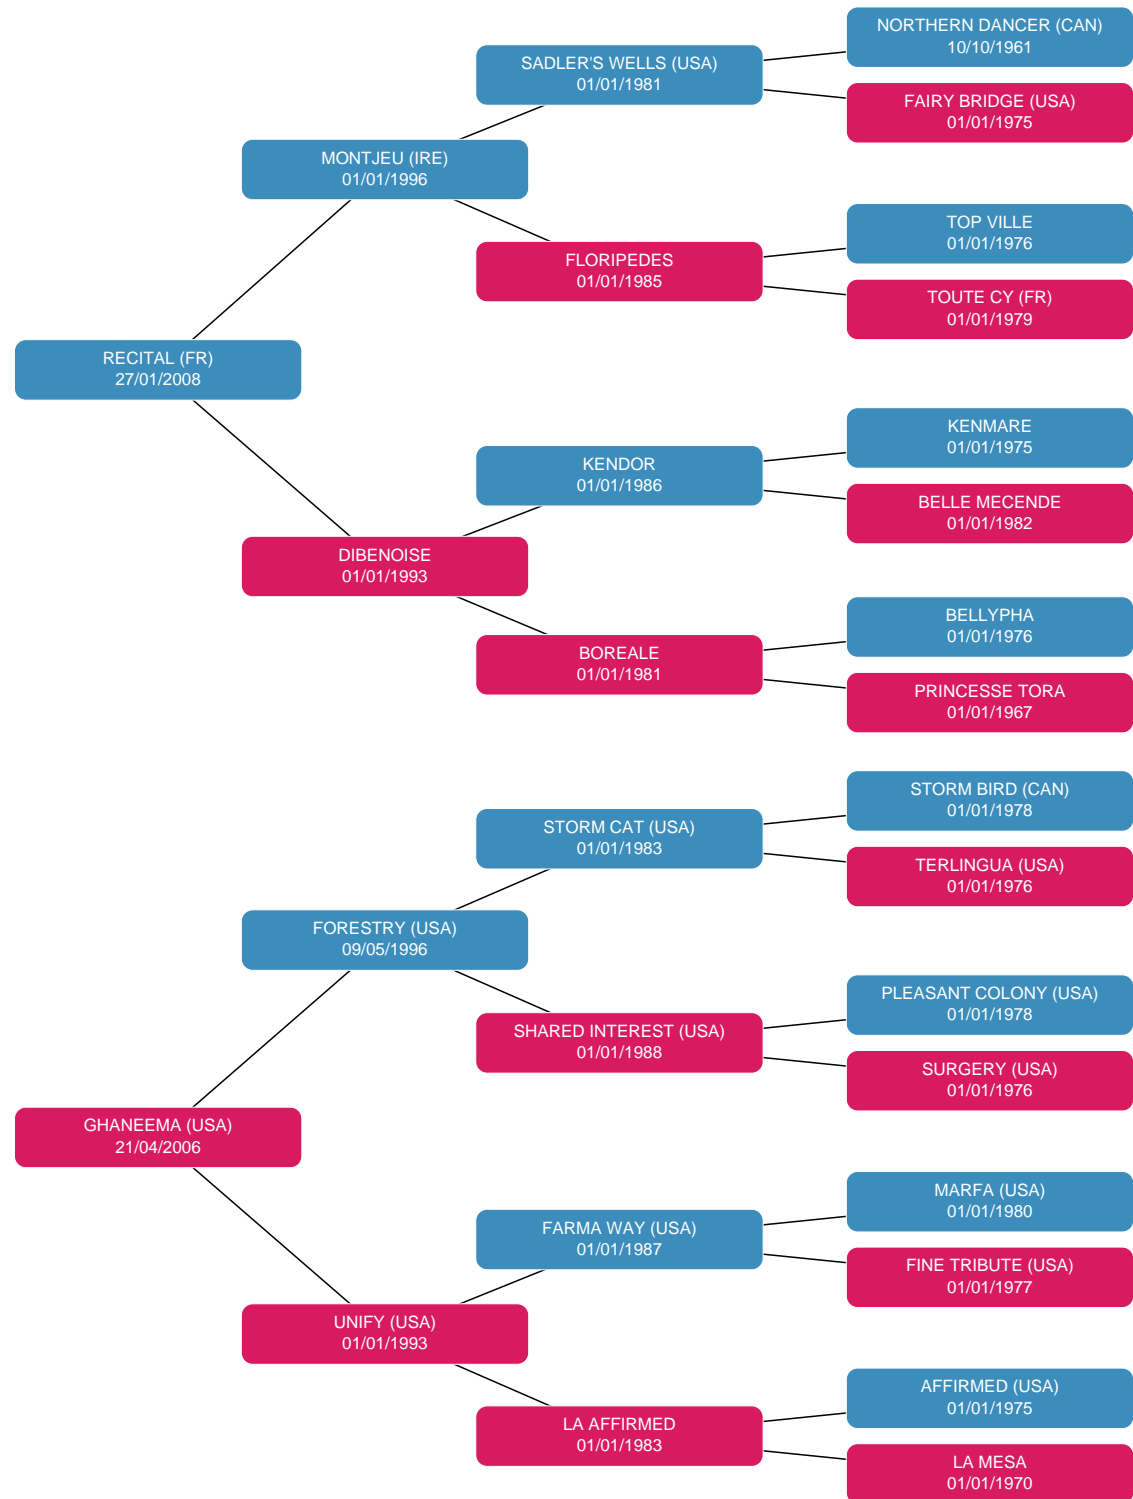 NORTHERN DANCER (CAN)
10/10/1961
SADLER'S WELLS (USA)
01/01/1981
FAIRY BRIDGE (USA)
01/01/1975
MONTJEU (IRE)
01/01/1996
TOP VILLE
01/01/1976
FLORIPEDES
01/01/1985
TOUTE CY (FR)
01/01/1979
RECITAL (FR)
27/01/2008
KENMARE
01/01/1975
KENDOR
01/01/1986
BELLE MECENDE
01/01/1982
DIBENOISE
01/01/1993
BELLYPHA
01/01/1976
BOREALE
01/01/1981
PRINCESSE TORA
01/01/1967
STORM BIRD (CAN)
01/01/1978
STORM CAT (USA)
01/01/1983
TERLINGUA (USA)
01/01/1976
FORESTRY (USA)
09/05/1996
PLEASANT COLONY (USA)
01/01/1978
SHARED INTEREST (USA)
01/01/1988
SURGERY (USA)
01/01/1976
GHANEEMA (USA)
21/04/2006
MARFA (USA)
01/01/1980
FARMA WAY (USA)
01/01/1987
FINE TRIBUTE (USA)
01/01/1977
UNIFY (USA)
01/01/1993
AFFIRMED (USA)
01/01/1975
LA AFFIRMED
01/01/1983
LA MESA
01/01/1970